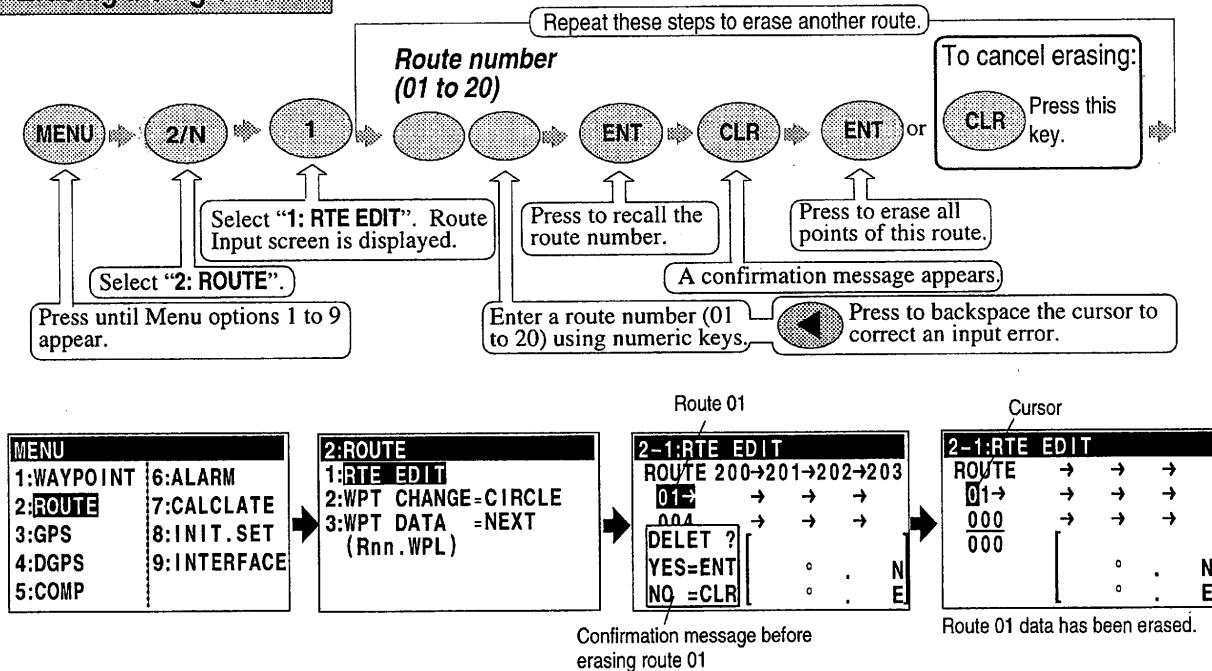 Repeat these steps to erase another route.
Route number
(01 to 20)
To cancel erasing:
MENU
2/N
1
ENT
CLR
ENT
or
CLR
Press this
key.
Select “1: RTE EDIT”. Route
Input screen is displayed.
Press to recall the
route number.
Press to erase all
points of this route.
Select “2: ROUTE”.
A confirmation message appears.
Press until Menu options 1 to 9
appear.
Enter a route number (01
to 20) using numeric keys.
Press to backspace the cursor to
correct an input error.
Route 01
Cursor
MENU
1:WAYPOINT 6:ALARM
2:ROUTE 7:CALCLATE
3:GPS 8:INIT.SET
4:DGPS 9:INTERFACE
5:COMP
2:ROUTE
1:RTE EDIT
2:WPT CHANGE=CIRCLE
3:WPT DATA =NEXT
(Rnn.WPL)
2-1:RTE EDIT
ROUTE 200→201→202→203
01→ → → →
004 → → →
DELET ?
YES=ENT [ ° . N
NO =CLR [ ° . E]
Confirmation message before
erasing route 01
2-1:RTE EDIT
ROUTE → → →
01→ → → →
000 → → →
000
[ ° . N
° . E
Route 01 data has been erased.